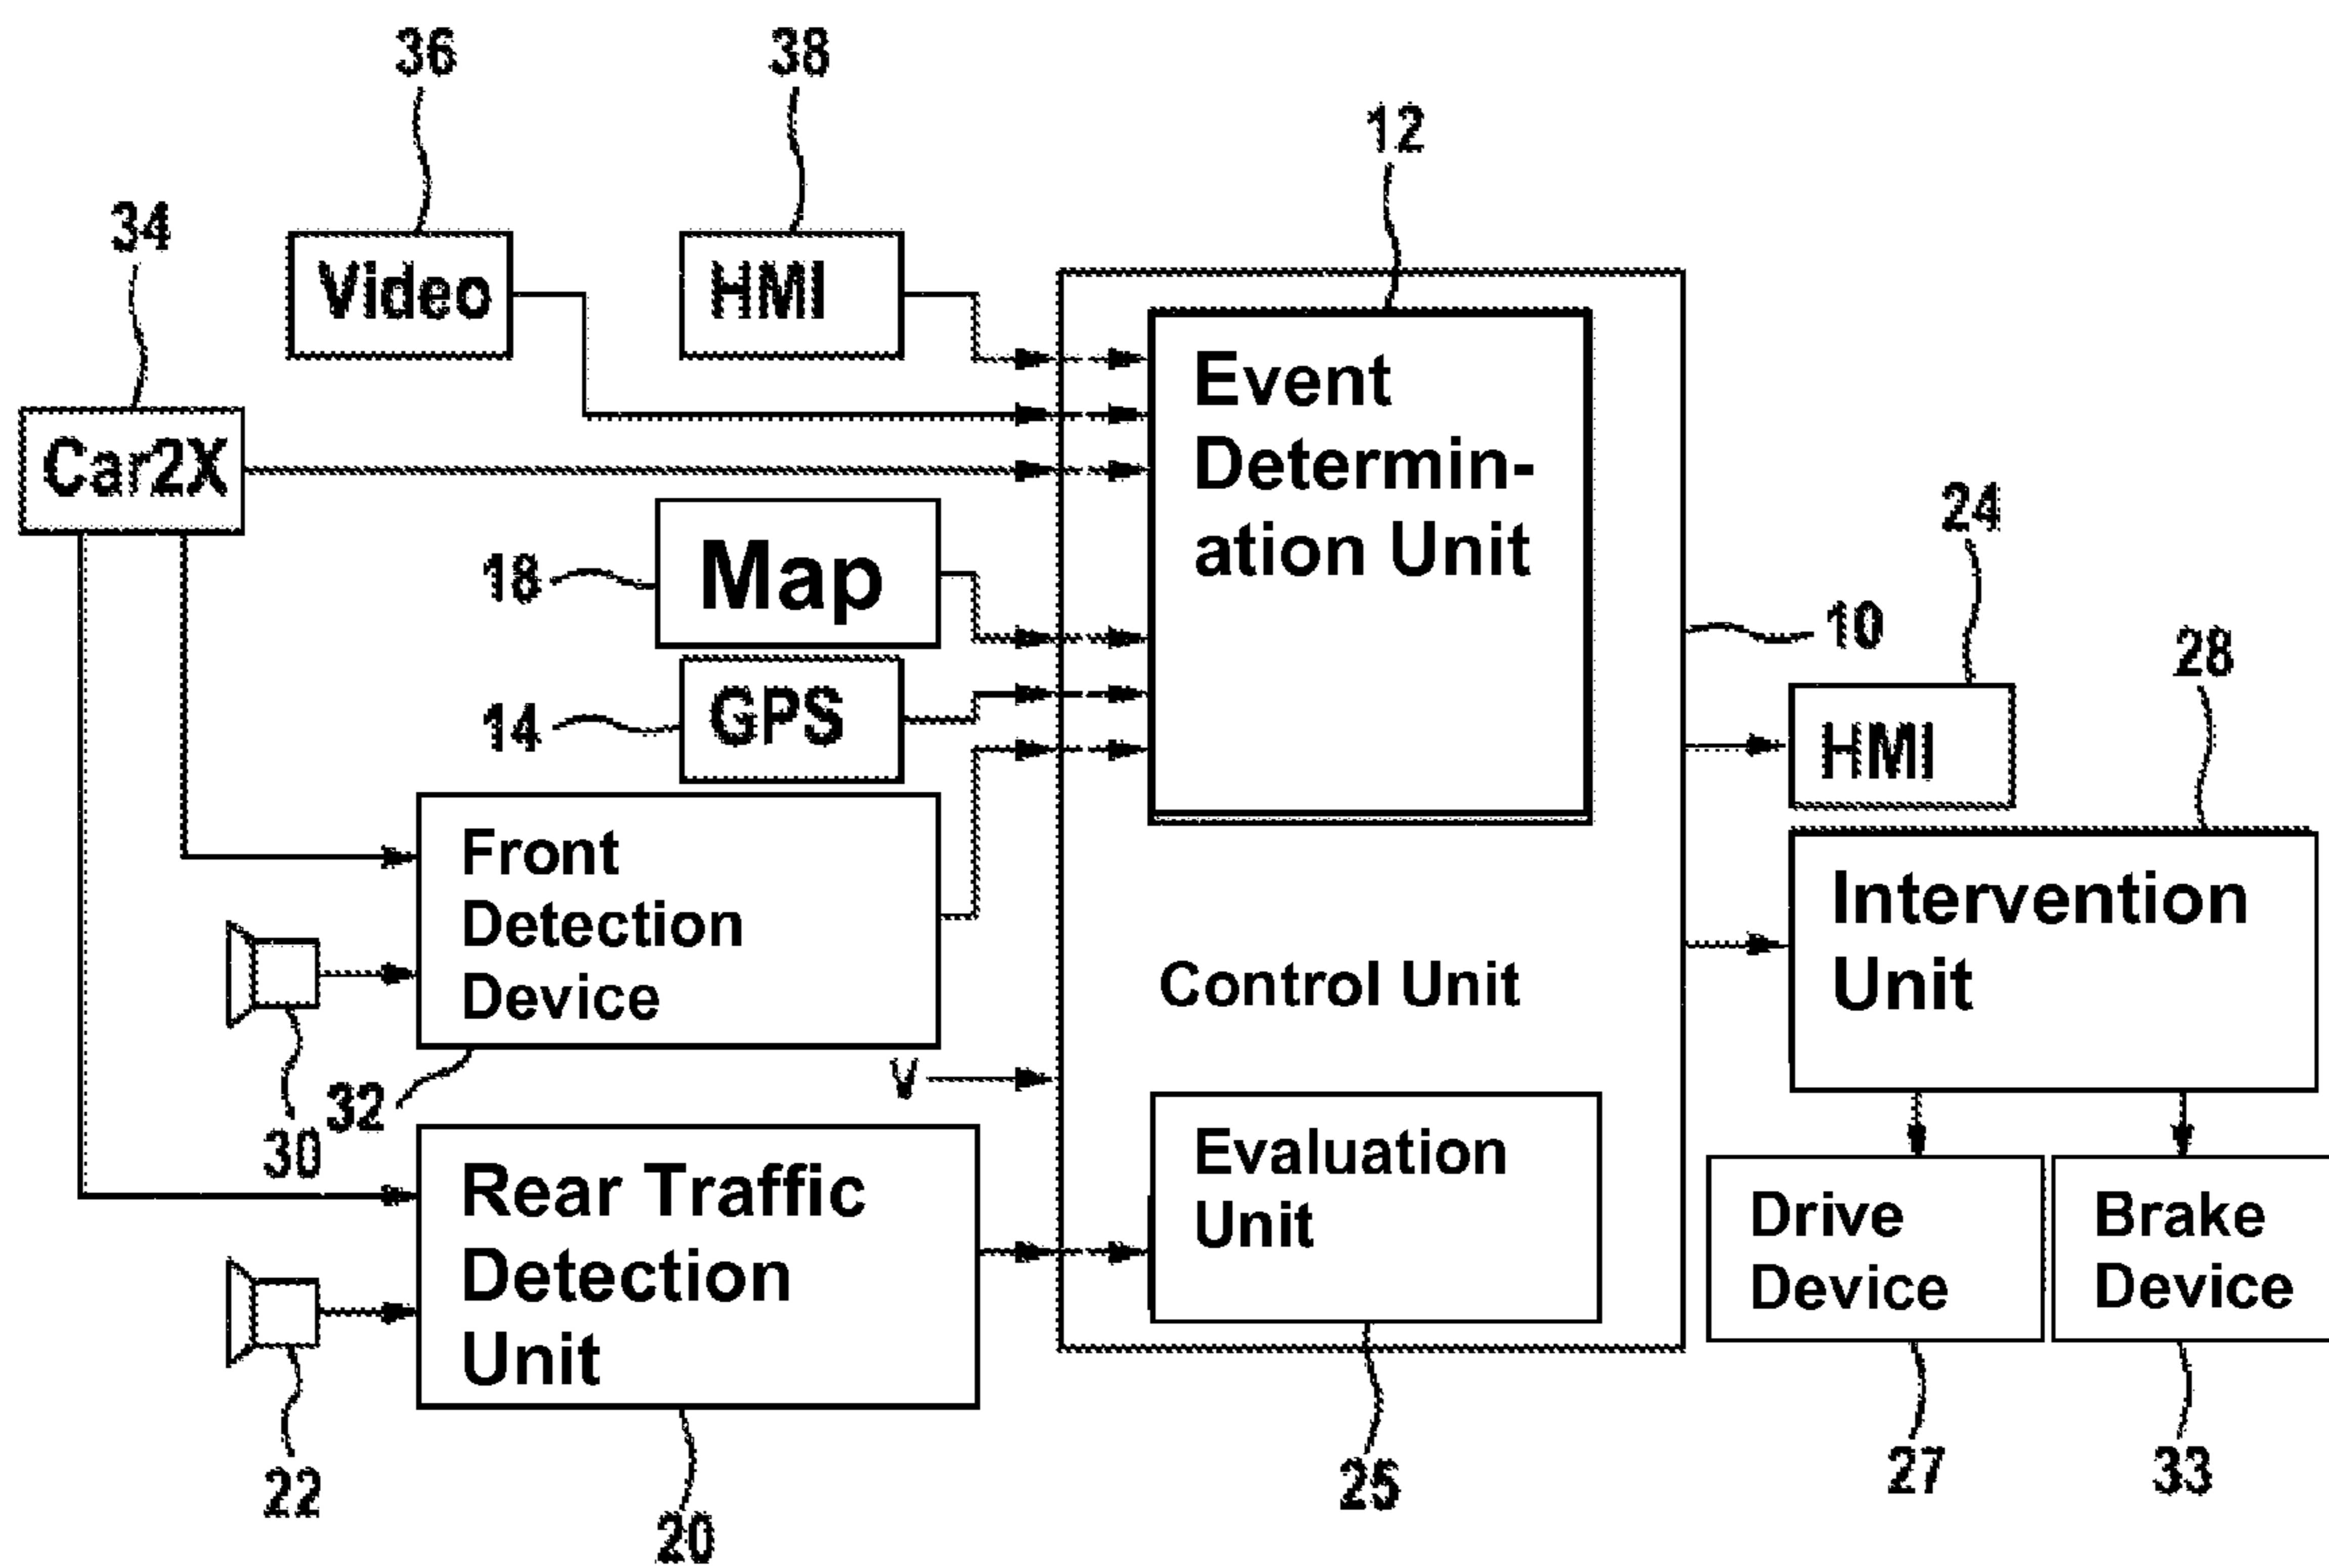 36
38
12
34
Video
HMI
Event
Determin-
ation Unit
Car2X
24
18
Map
10
28
14
GPS
HMI
Front
Detection
Device
Intervention
Unit
Control Unit
V
32
30
Evaluation
Unit
Rear Traffic
Detection
Unit
Drive
Device
Brake
Device
22
20
25
27
33